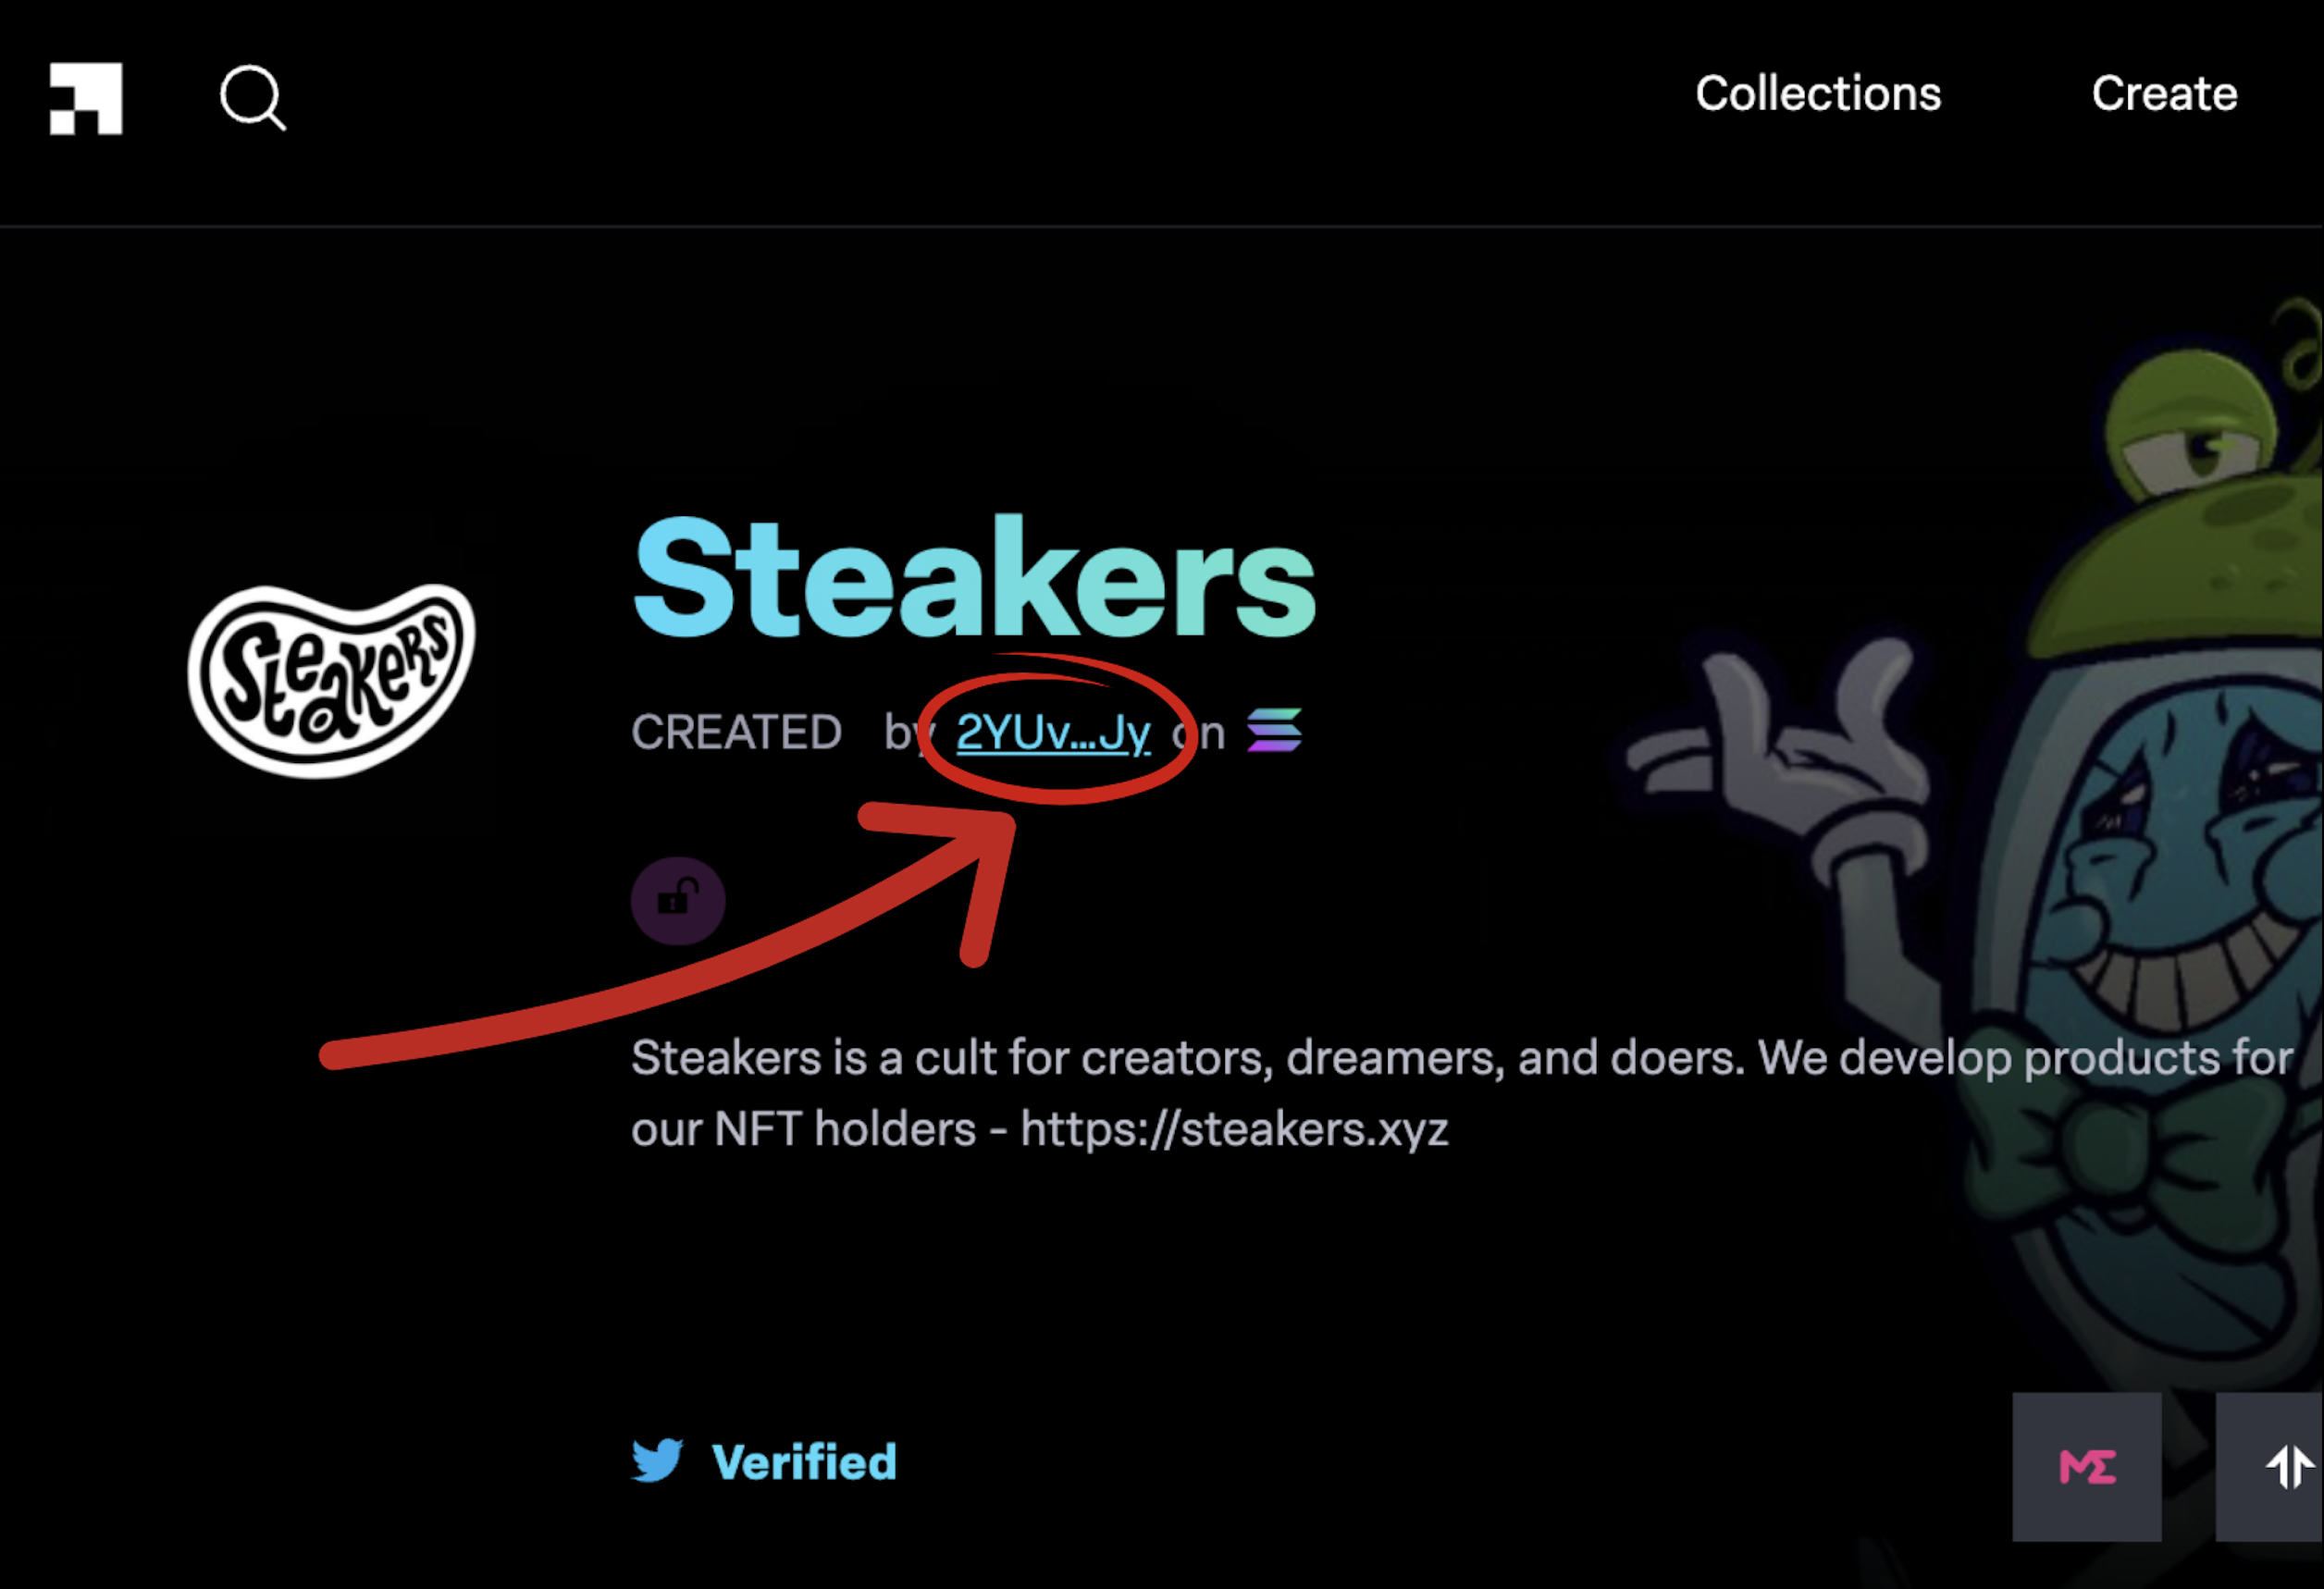 Collections Create
Steakers
Steakers
CREATED by 2YUv...Jy on
Steakers is a cult for creators, dreamers, and doers. We develop products for
our NFT holders - https://steakers.xyz
Verified
ME